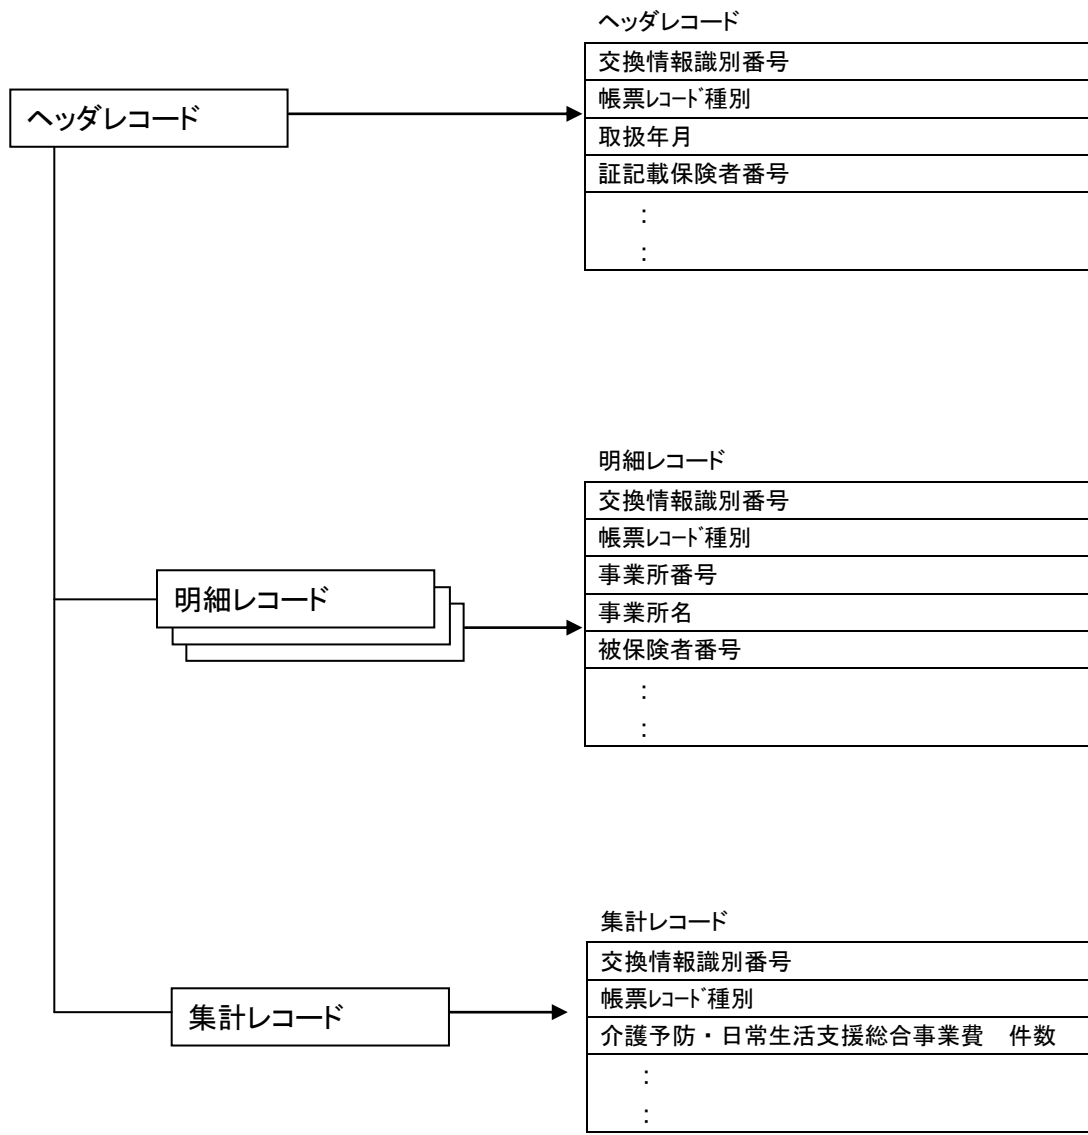 ヘッダレコード
交換情報識別番号
帳票ﾚｺｰﾄﾞ種別
取扱年月
証記載保険者番号
：
：
ヘッダレコード
明細レコード
交換情報識別番号
帳票ﾚｺｰﾄﾞ種別
事業所番号
事業所名
被保険者番号
：
：
明細レコード
集計レコード
交換情報識別番号
帳票ﾚｺｰﾄﾞ種別
介護予防・日常生活支援総合事業費　件数
：
：
集計レコード